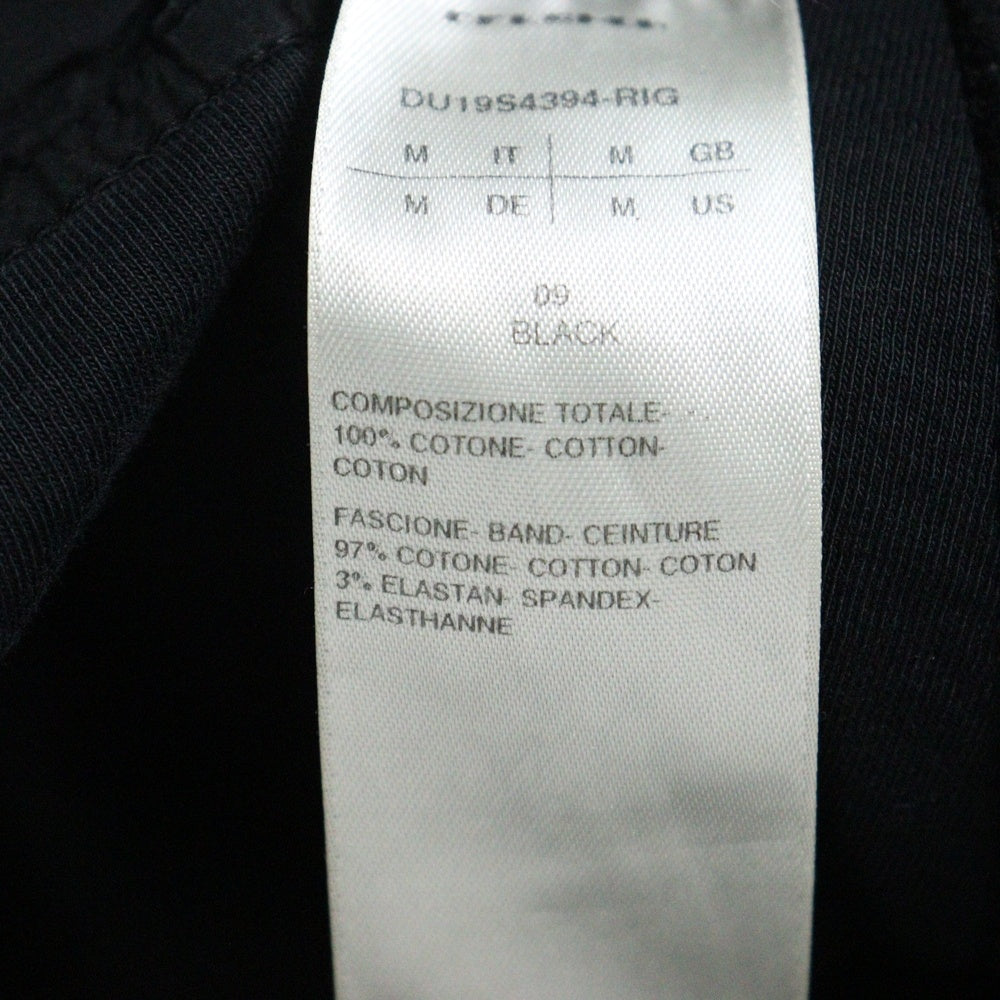 DU19S4394-RIG
M IT M GB
M DE M US
09
BLACK
COMPOSIZIONE TOTALE-
100% COTONE- COTTON-
COTON
FASCIONE- BAND- CEINTURE
97% COTONE- COTTON- COTON
3% ELASTAN- SPANDEX-
ELASTHANNE